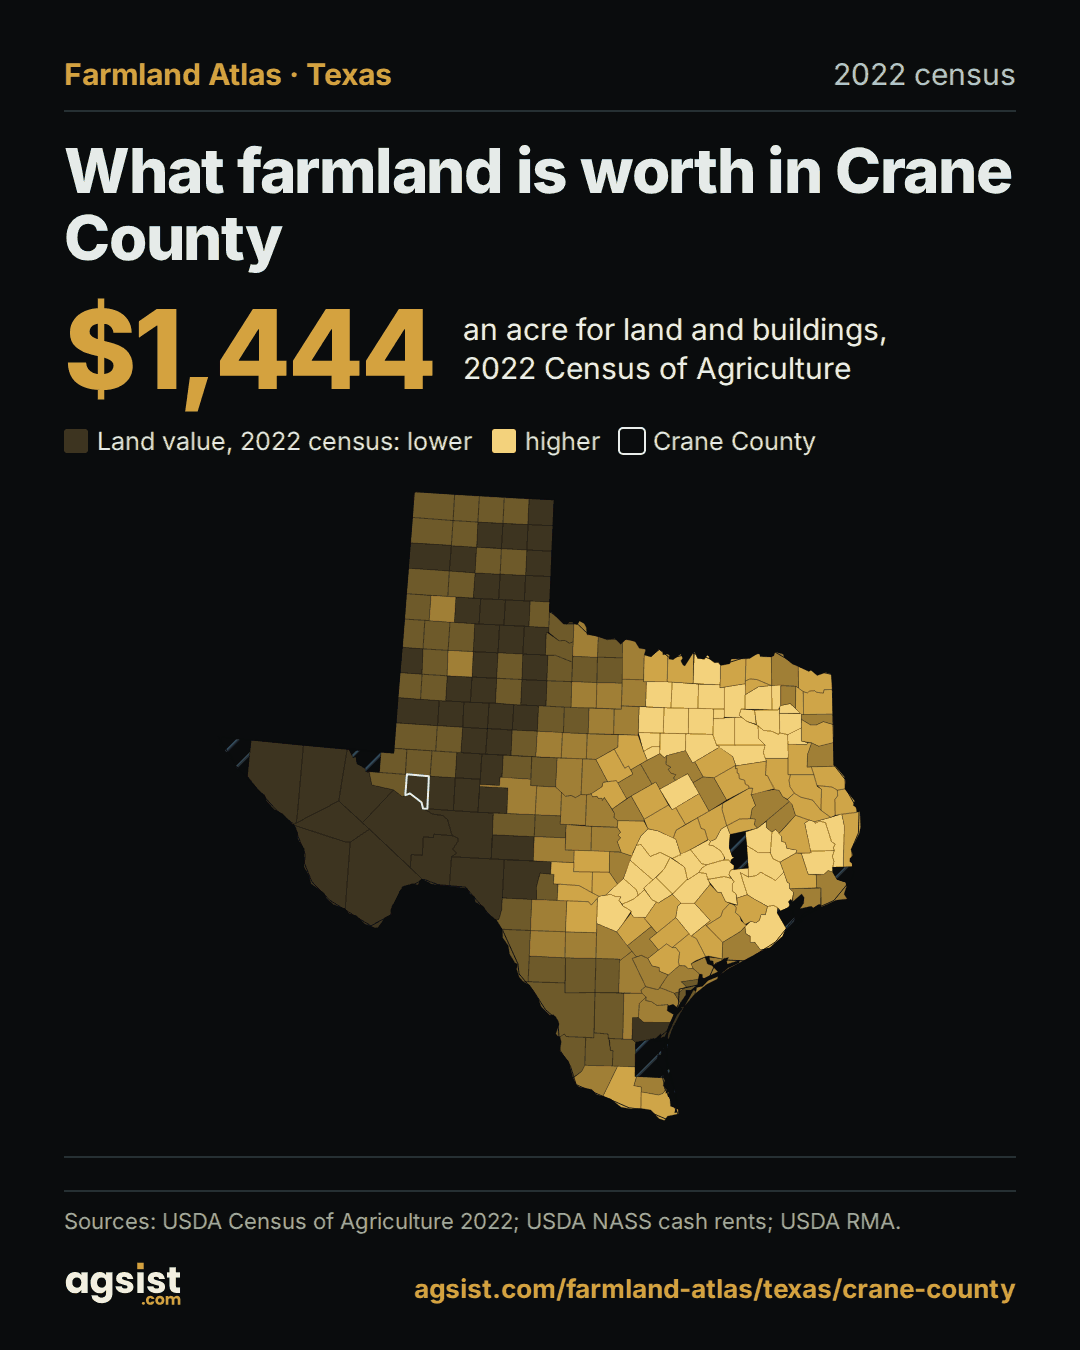 Farmland Atlas · Texas
2022 census
What farmland is worth in Crane
County
$1,444
an acre for land and buildings,
2022 Census of Agriculture
Land value, 2022 census: lower
higher
Crane County
Sources: USDA Census of Agriculture 2022; USDA NASS cash rents; USDA RMA.
agsist
.com
agsist.com/farmland-atlas/texas/crane-county